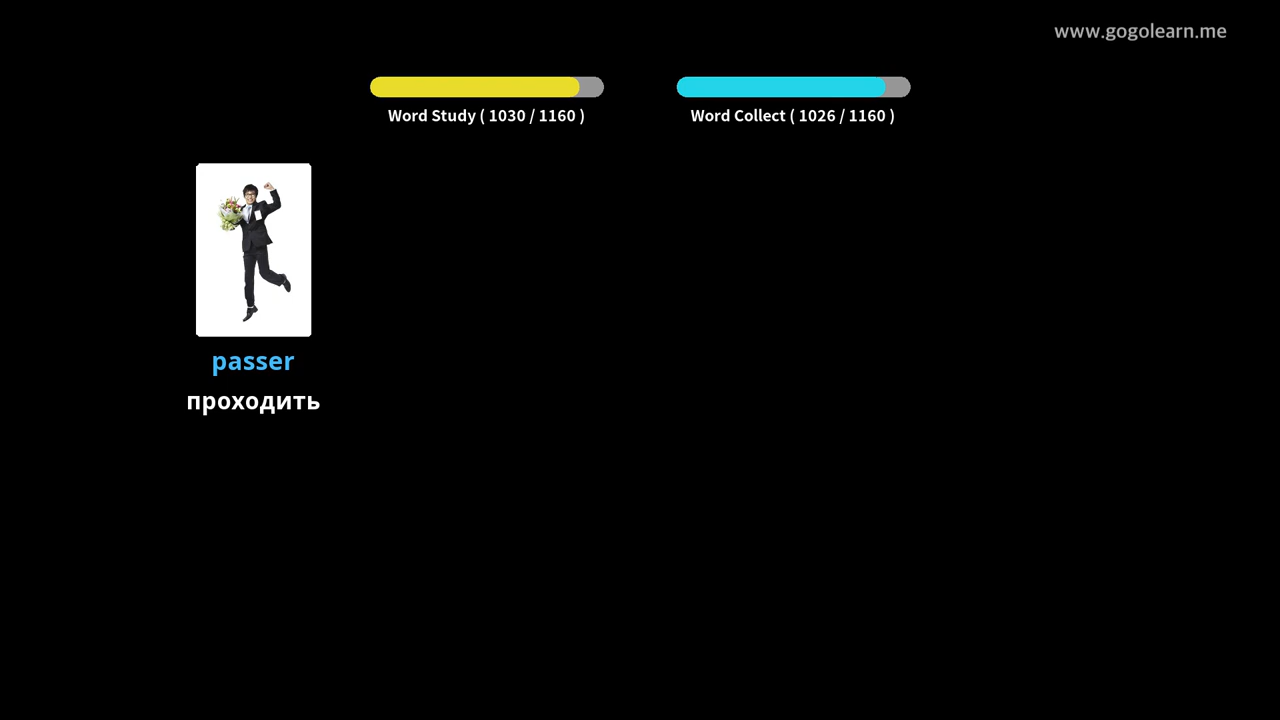 www.gogolearn.me
Word Study ( 1030 / 1160 )
Word Collect ( 1026 / 1160 )
passer
проходить